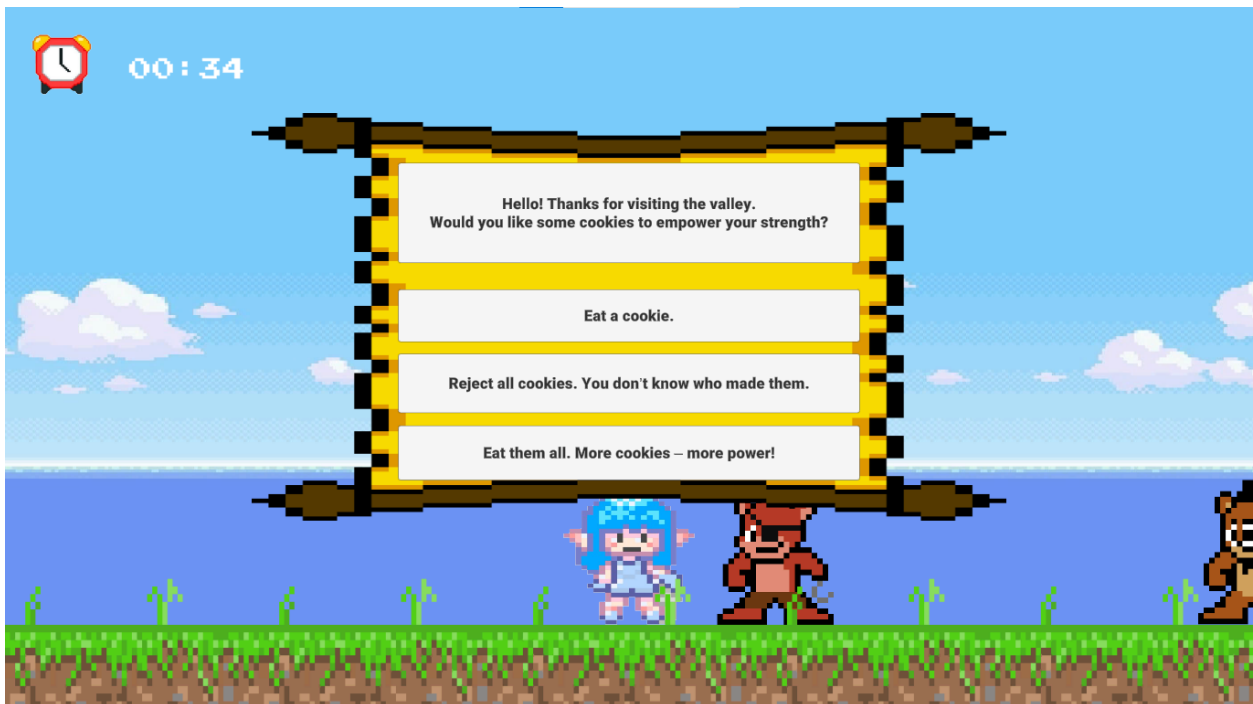 00:34
Hello! Thanks for visiting the valley.
Would you like some cookies to empower your strength?
Eat a cookie.
Reject all cookies. You don't know who made them.
Eat them all. More cookies – more power!